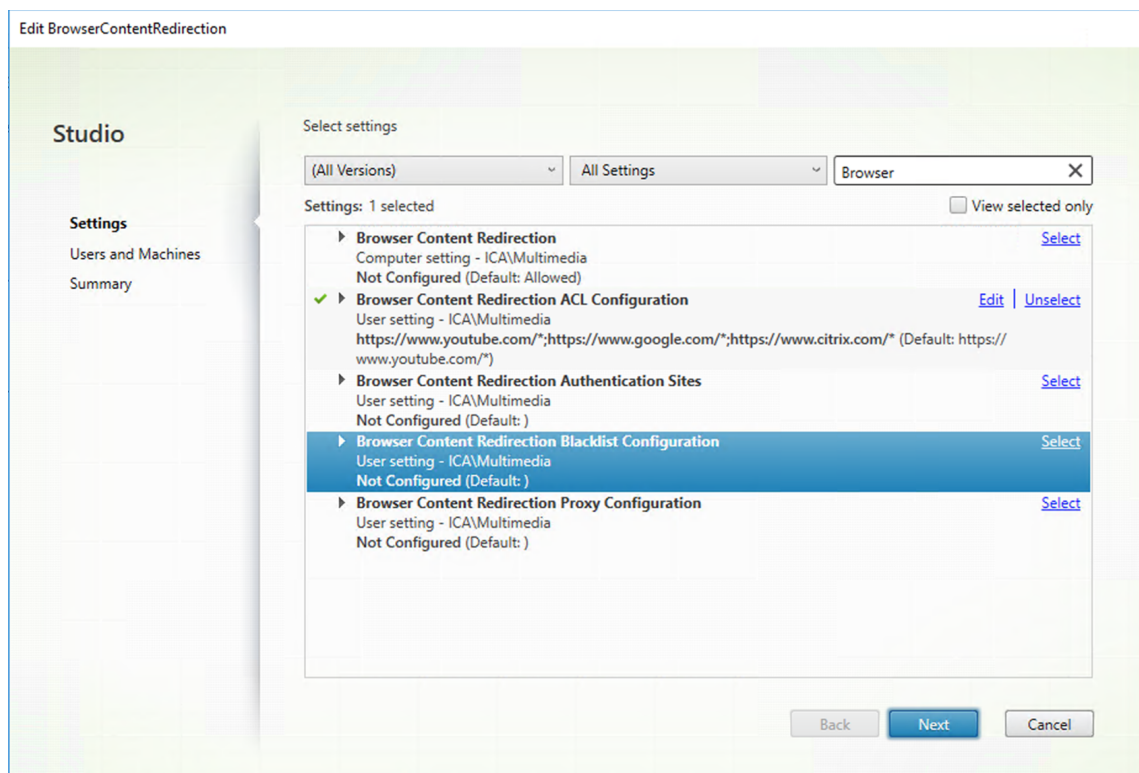 Edit BrowserContentRedirection
Studio
Settings
Users and Machines
Summary
Select settings
(All Versions)
All Settings
Browser
Settings: 1 selected
View selected only
Browser Content Redirection
Select
Computer setting - ICA\Multimedia
Not Configured (Default: Allowed)
Browser Content Redirection ACL Configuration
Edit | Unselect
User setting - ICA\Multimedia
https://www.youtube.com/*;https://www.google.com/*;https://www.citrix.com/* (Default: https://
www.youtube.com/*)
Browser Content Redirection Authentication Sites
Select
User setting - ICA\Multimedia
Not Configured (Default: )
Browser Content Redirection Blacklist Configuration
Select
User setting - ICA\Multimedia
Not Configured (Default: )
Browser Content Redirection Proxy Configuration
Select
User setting - ICA\Multimedia
Not Configured (Default: )
Back
Next
Cancel